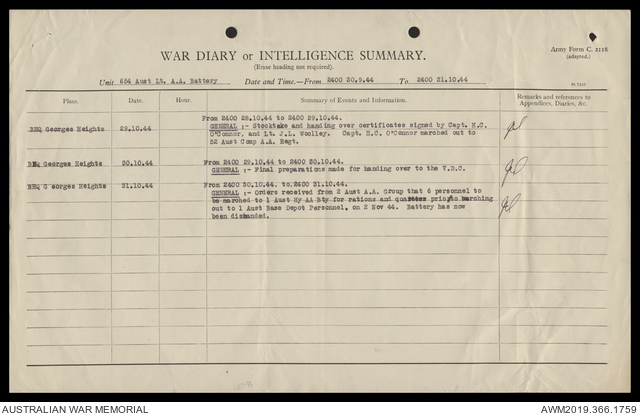 WAR DIARY or INTELLIGENCE SUMMARY.
(Erase heading not required).
Army Form C. 2118
(adapted.)
Unit 654 Aust Lt. A.A. Battery Date and Time.—From 2400 30.9.44 To 2400 31.10.44
Place. Date. Hour. Summary of Events and Information. Remarks and references to
Appendices, Diaries, &c.
From 2400 28.10.44 to 2400 29.10.44.
BHQ Georges Heights 29.10.44 GENERAL :- Stocktake and handing over certificates signed by Capt. H.C.
O'Connor, and Lt. J.L. Woolley. Capt. H.C. O'Connor marched out to
52 Aust Comp A.A. Regt.
BHQ Georges Heights 30.10.44 From 2400 29.10.44 to 2400 30.10.44.
GENERAL :- Final preparations made for handing over to the V.D.C.
BHQ G eorges Heights 31.10.44 From 2400 30.10.44. to 2400 31.10.44.
GENERAL :- Orders received from 2 Aust A.A. Group that 6 personnel to
be marched to 1 Aust Hy AA Bty for rations and quarters prior to marching
out to 1 Aust Base Depot Personnel, on 2 Nov 44. Battery has now
been disbanded.
AUSTRALIAN WAR MEMORIAL AWM2019.366.1759